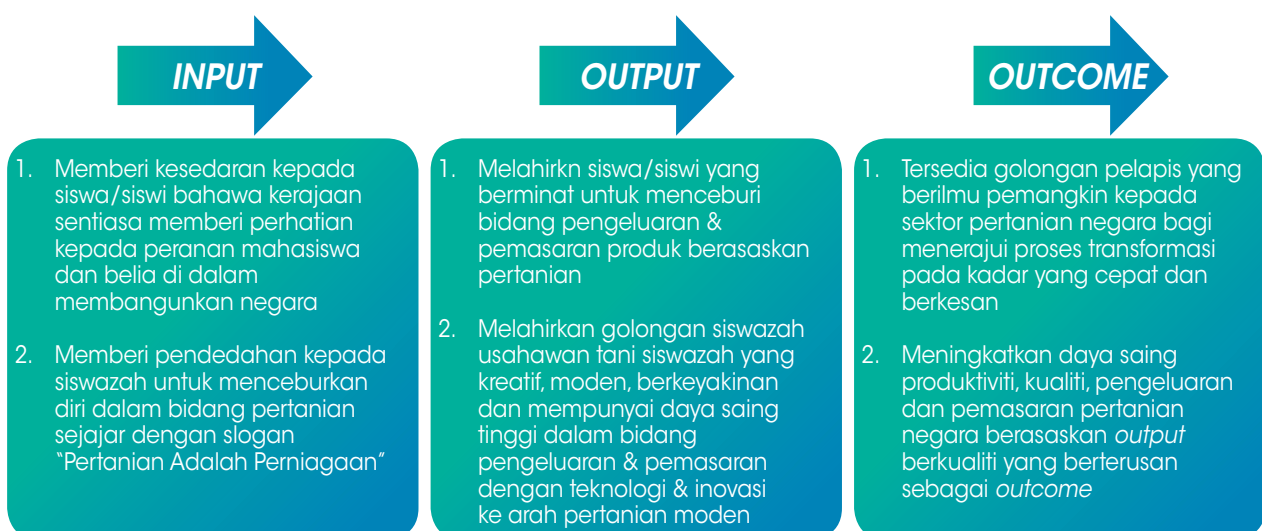 INPUT
1. Memberi kesedaran kepada
siswa/siswi bahawa kerajaan
sentiasa memberi perhatian
kepada peranan mahasiswa
dan belia di dalam
membangunkan negara
2. Memberi pendedahan kepada
siswazah untuk menceburkan
diri dalam bidang pertanian
sejajar dengan slogan
“Pertanian Adalah Perniagaan”
OUTPUT
1. Melahirkn siswa/siswi yang
berminat untuk menceburi
bidang pengeluaran &
pemasaran produk berasaskan
pertanian
2. Melahirkan golongan siswazah
usahawan tani siswazah yang
kreatif, moden, berkeyakinan
dan mempunyai daya saing
tinggi dalam bidang
pengeluaran & pemasaran
dengan teknologi & inovasi
ke arah pertanian moden
OUTCOME
1. Tersedia golongan pelapis yang
berilmu pemangkin kepada
sektor pertanian negara bagi
menerajui proses transformasi
pada kadar yang cepat dan
berkesan
2. Meningkatkan daya saing
produktiviti, kualiti, pengeluaran
dan pemasaran pertanian
negara berasaskan output
berkualiti yang berterusan
sebagai outcome